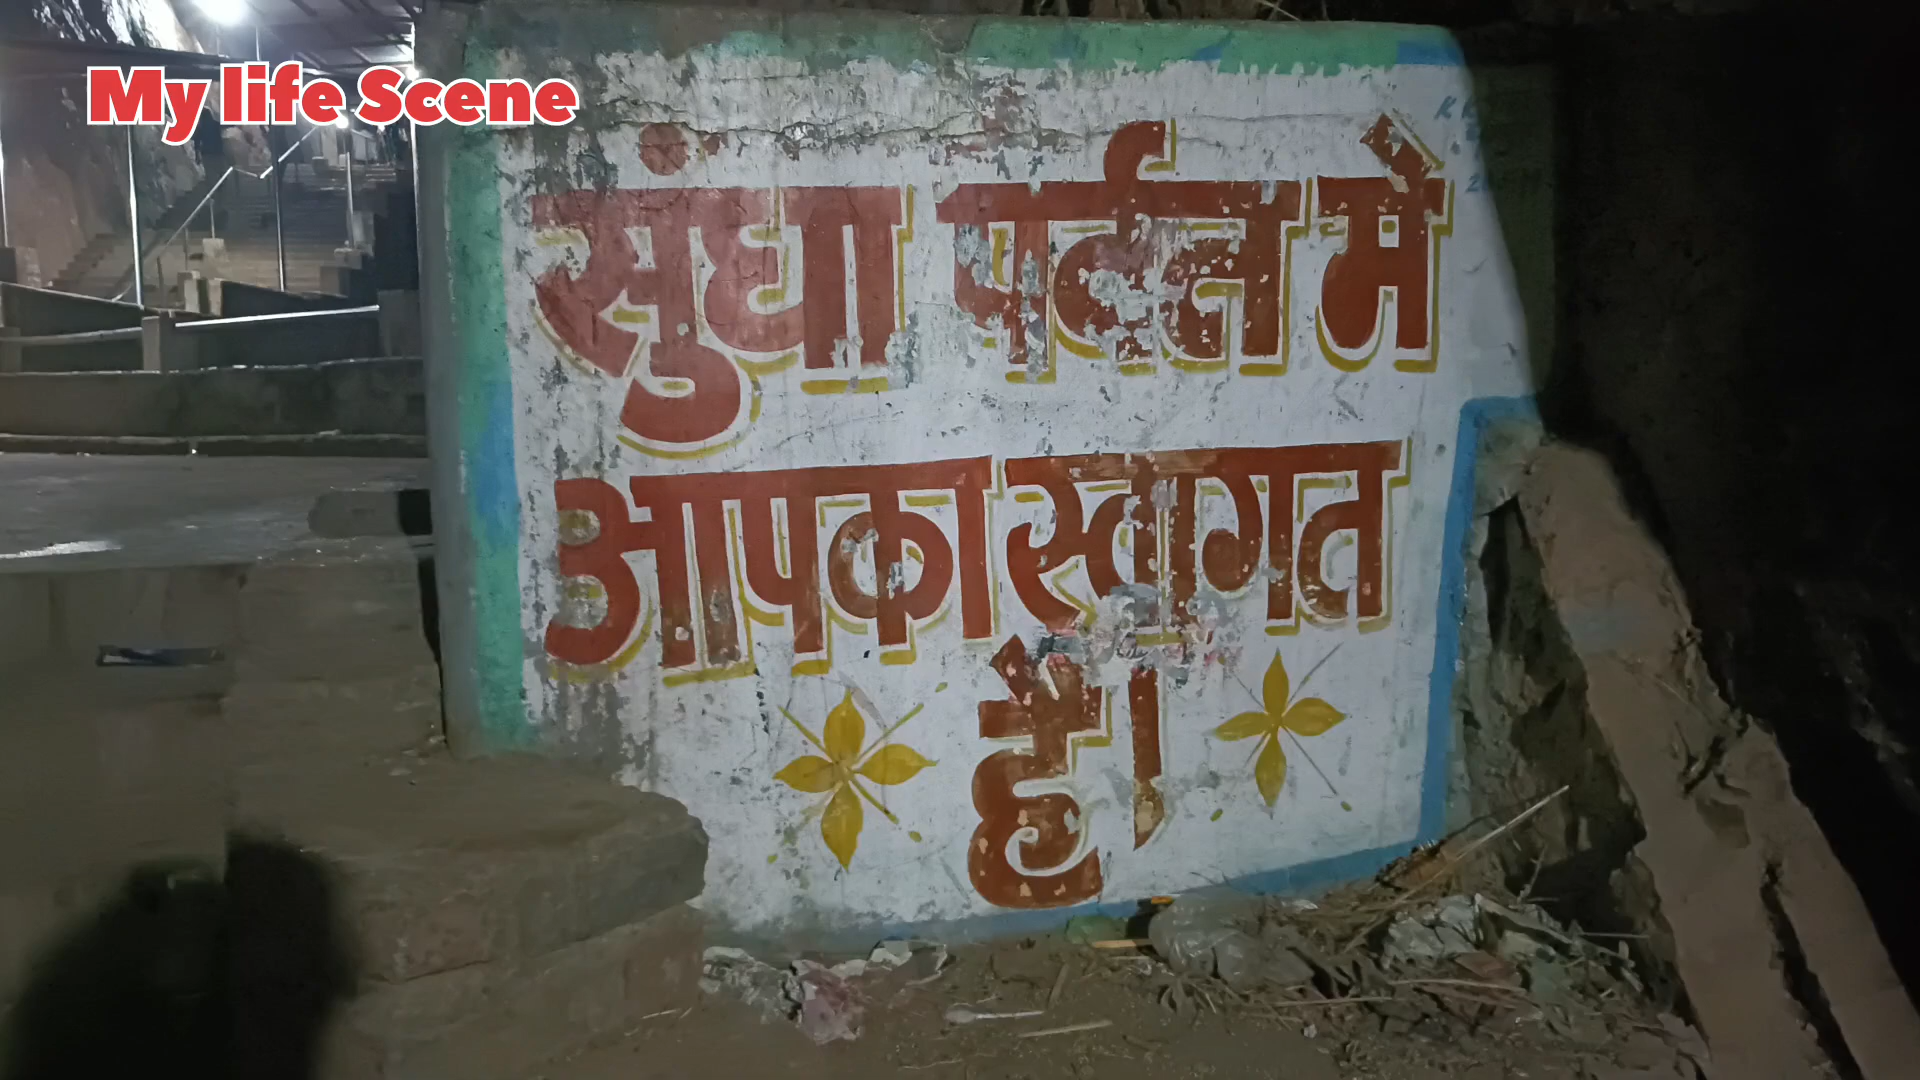 My life Scene
सुंघा पर्वत मे
आपका स्वागत
है।